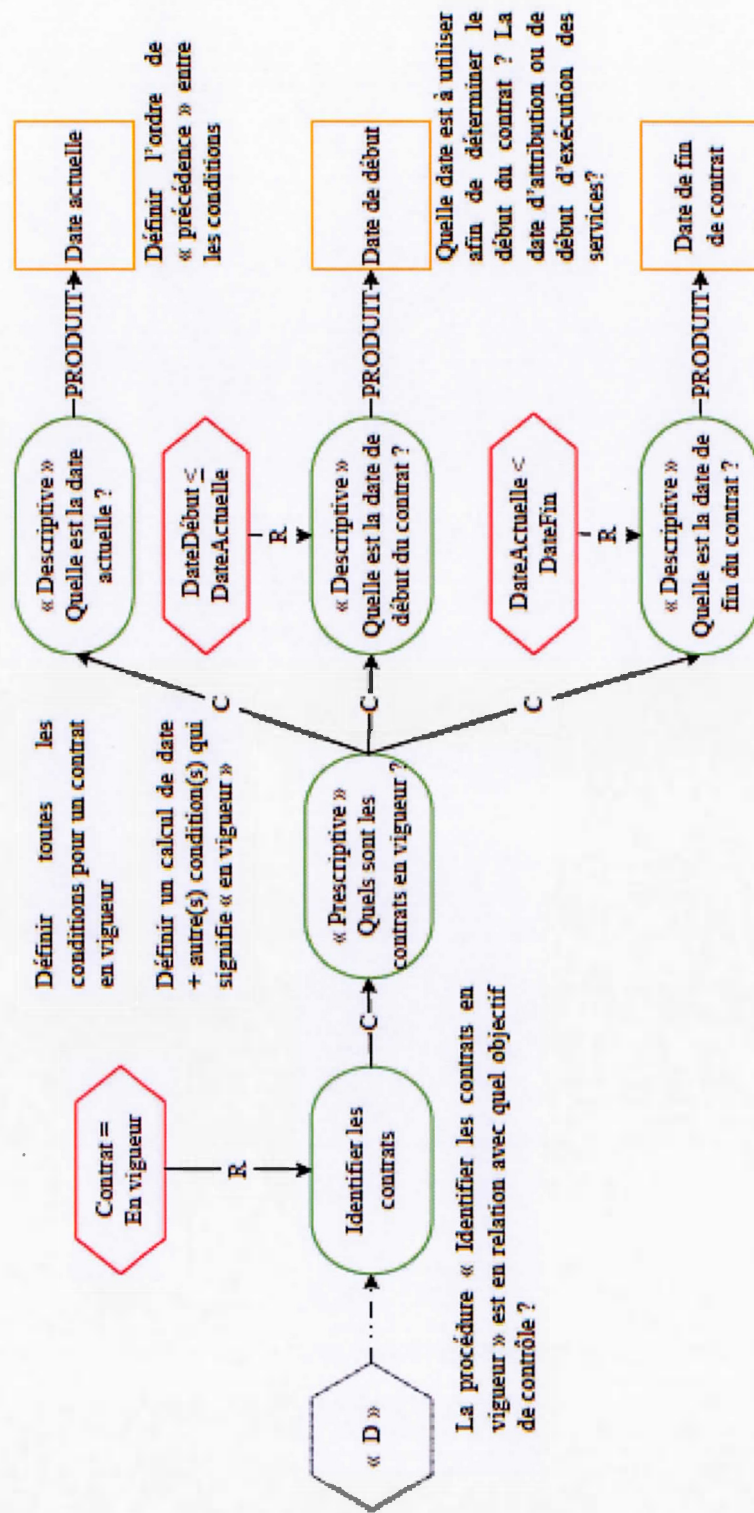 « D »
La procédure « Identifier les contrats en
vigueur » est en relation avec quel objectif
de contrôle ?
Contrat =
En vigueur
R
Identifier les
contrats
C
Définir toutes les
conditions pour un contrat
en vigueur
Définir un calcul de date
+ autre(s) condition(s) qui
signifie « en vigueur »
« Prescriptive »
Quels sont les
contrats en vigueur ?
C
C
C
« Descriptive »
Quelle est la date
actuelle ?
PRODUIT
Date actuelle
Définir l'ordre de
« précédence » entre
les conditions
DateDébut ≤
DateActuelle
R
« Descriptive »
Quelle est la date de
début du contrat ?
PRODUIT
Date de début
Quelle date est à utiliser
afin de déterminer le
début du contrat ? La
date d'attribution ou de
début d'exécution des
services?
DateActuelle <
DateFin
R
« Descriptive »
Quelle est la date de
fin du contrat ?
PRODUIT
Date de fin
de contrat